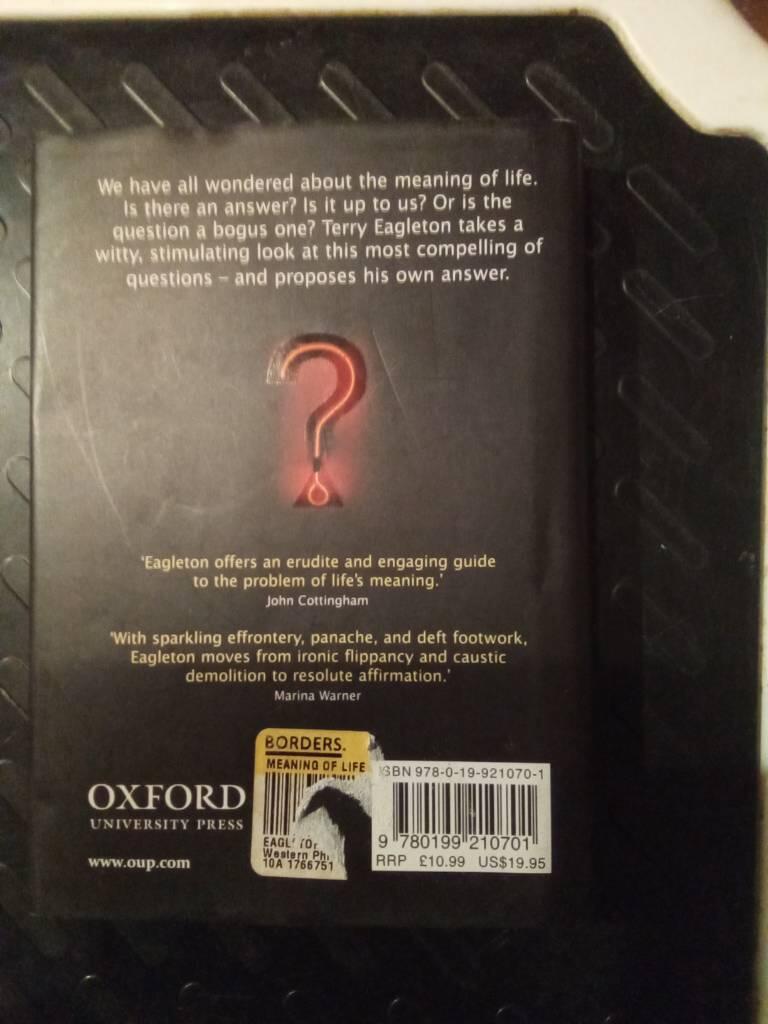 We have all wondered about the meaning of life.
Is there an answer? Is it up to us? Or is the
question a bogus one? Terry Eagleton takes a
witty, stimulating look at this most compelling of
questions – and proposes his own answer.
?
'Eagleton offers an erudite and engaging guide
to the problem of life's meaning.'
John Cottingham
'With sparkling effrontery, panache, and deft footwork,
Eagleton moves from ironic flippancy and caustic
demolition to resolute affirmation.'
Marina Warner
BORDERS.
MEANING OF LIFE
Western
10A 1766751
OXFORD
UNIVERSITY PRESS
www.oup.com
ISBN 978-0-19-921070-1
9 780199 210701
RRP £10.99 US$19.95